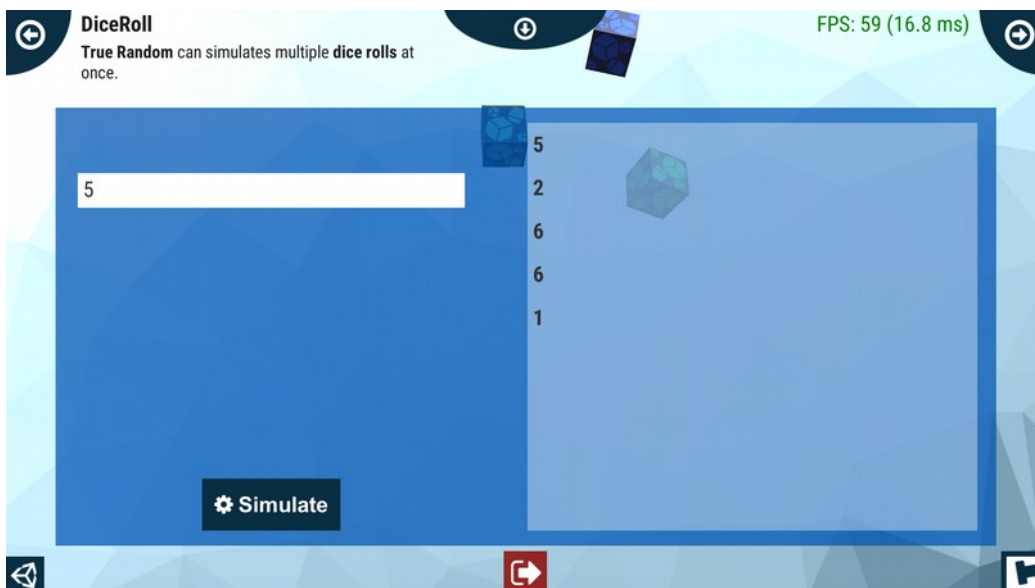 DiceRoll
FPS: 59 (16.8 ms)
True Random can simulates multiple dice rolls at
once.
5
5
2
6
6
1
Simulate